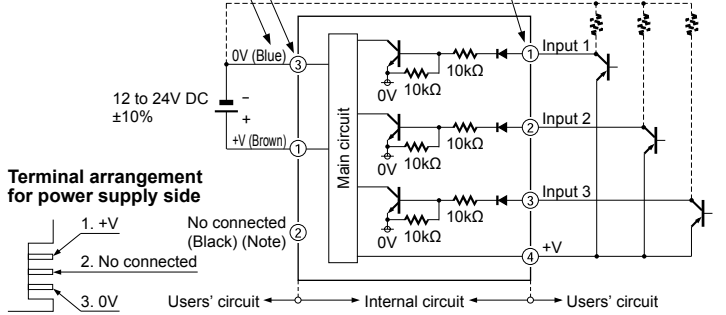 0V (Blue)
3
12 to 24V DC
±10%
−
+
+V (Brown)
1
No connected
(Black) (Note)
2
Main circuit
10kΩ
10kΩ
0V
1
Input 1
10kΩ
10kΩ
0V
2
Input 2
10kΩ
10kΩ
0V
3
Input 3
4
+V
Users' circuit
Internal circuit
Users' circuit
Terminal arrangement
for power supply side
1. +V
2. No connected
3. 0V